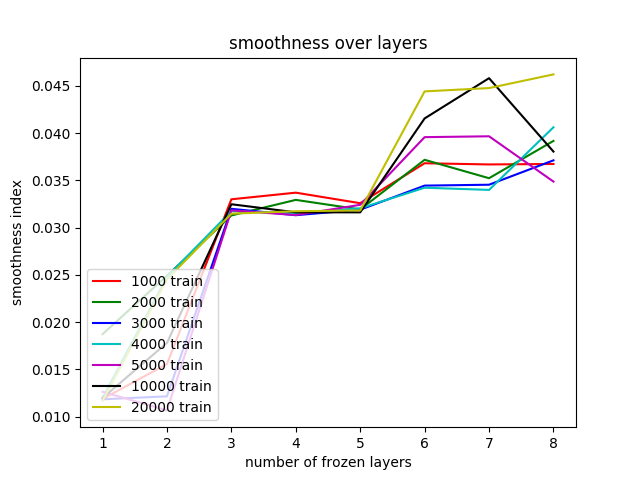 smoothness over layers
0.045
0.040
0.035
0.030
0.025
0.020
0.015
0.010
smoothness index
1000 train
2000 train
3000 train
4000 train
5000 train
10000 train
20000 train
1 2 3 4 5 6 7 8
number of frozen layers